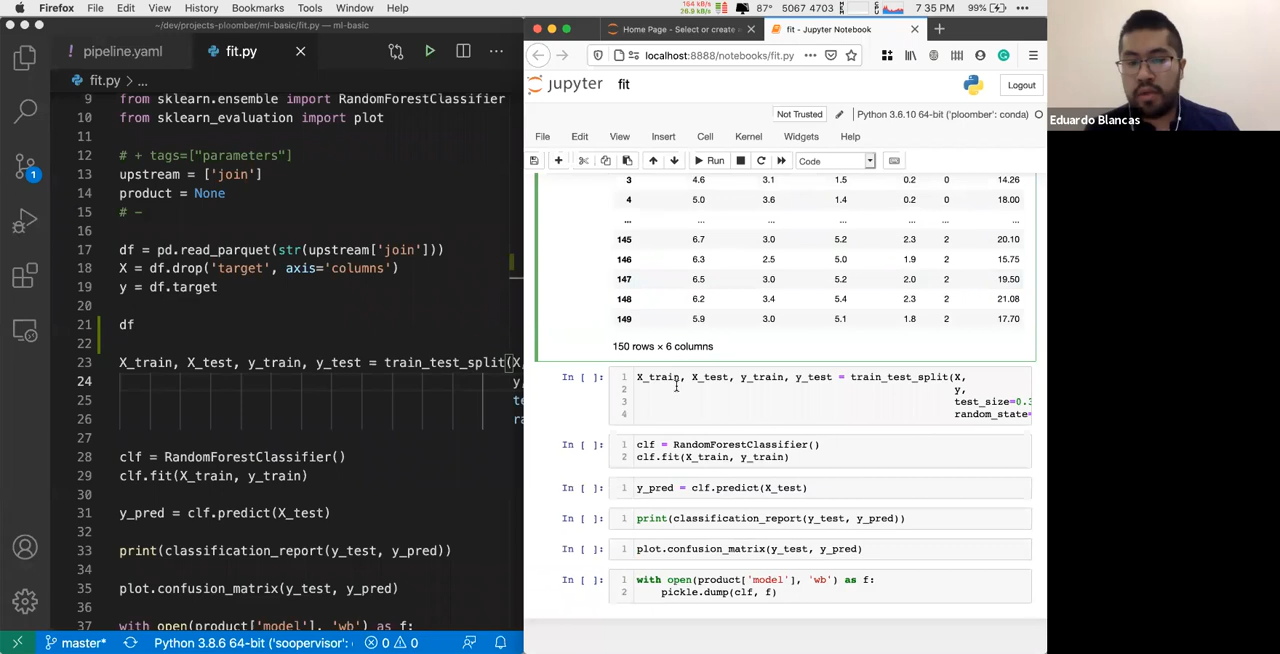 Firefox File Edit View History Bookmarks Tools Window Help
164 kB/s
26.9 kB/s
87° 5067 4703 7:35 PM 99%
~/dev/projects-ploomber/ml-basic/fit.py — ml-basic
pipeline.yaml
fit.py
fit.py > ...
9 from sklearn.ensemble import RandomForestClassifier
10 from sklearn_evaluation import plot
11
12 # + tags=["parameters"]
13 upstream = ['join']
14 product = None
15 # -
16
17 df = pd.read_parquet(str(upstream['join']))
18 X = df.drop('target', axis='columns')
19 y = df.target
20
21 df
22
23 X_train, X_test, y_train, y_test = train_test_split(X,
24 y,
25 te
26 ra
27
28 clf = RandomForestClassifier()
29 clf.fit(X_train, y_train)
30
31 y_pred = clf.predict(X_test)
32
33 print(classification_report(y_test, y_pred))
34
35 plot.confusion_matrix(y_test, y_pred)
36
37 with open(product['model'], 'wb') as f:
1
master* Python 3.8.6 64-bit ('soopervisor': 0 0
Home Page - Select or create
fit - Jupyter Notebook
localhost:8888/notebooks/fit.py
jupyter fit
Logout
Not Trusted Python 3.6.10 64-bit ('ploomber': conda)
File Edit View Insert Cell Kernel Widgets Help
Run Code
3 4.6 3.1 1.5 0.2 0 14.26
4 5.0 3.6 1.4 0.2 0 18.00
... ... ... ... ... ... ...
145 6.7 3.0 5.2 2.3 2 20.10
146 6.3 2.5 5.0 1.9 2 15.75
147 6.5 3.0 5.2 2.0 2 19.50
148 6.2 3.4 5.4 2.3 2 21.08
149 5.9 3.0 5.1 1.8 2 17.70
150 rows × 6 columns
In [ ]: 1 X_train, X_test, y_train, y_test = train_test_split(X,
2 y,
3 test_size=0.3
4 random_state=
In [ ]: 1 clf = RandomForestClassifier()
2 clf.fit(X_train, y_train)
In [ ]: 1 y_pred = clf.predict(X_test)
In [ ]: 1 print(classification_report(y_test, y_pred))
In [ ]: 1 plot.confusion_matrix(y_test, y_pred)
In [ ]: 1 with open(product['model'], 'wb') as f:
2 pickle.dump(clf, f)
Eduardo Blancas